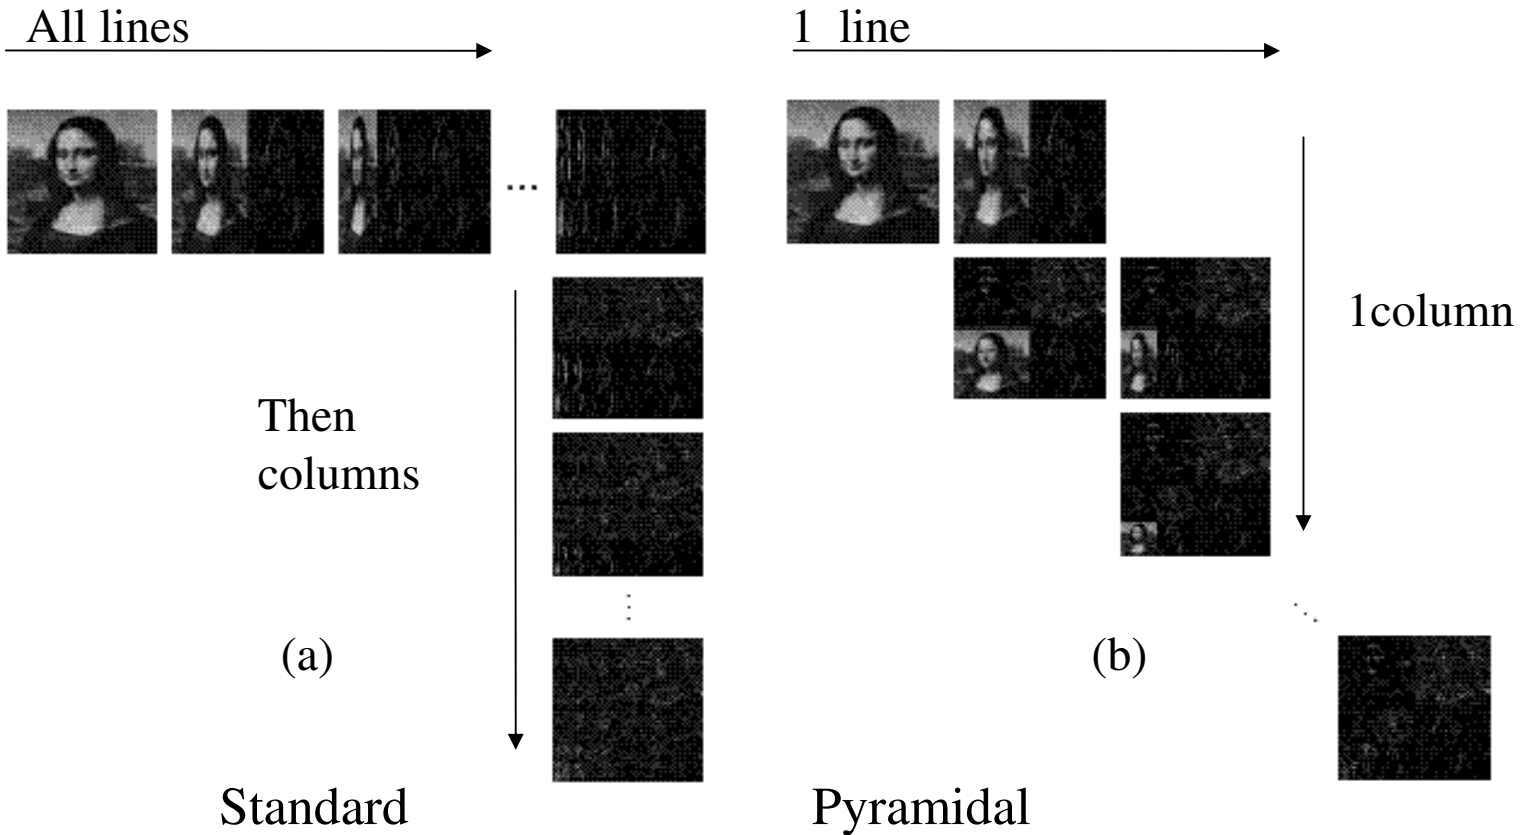 All lines
1 line
...
Then
columns
1column
(a)
(b)
Standard
Pyramidal